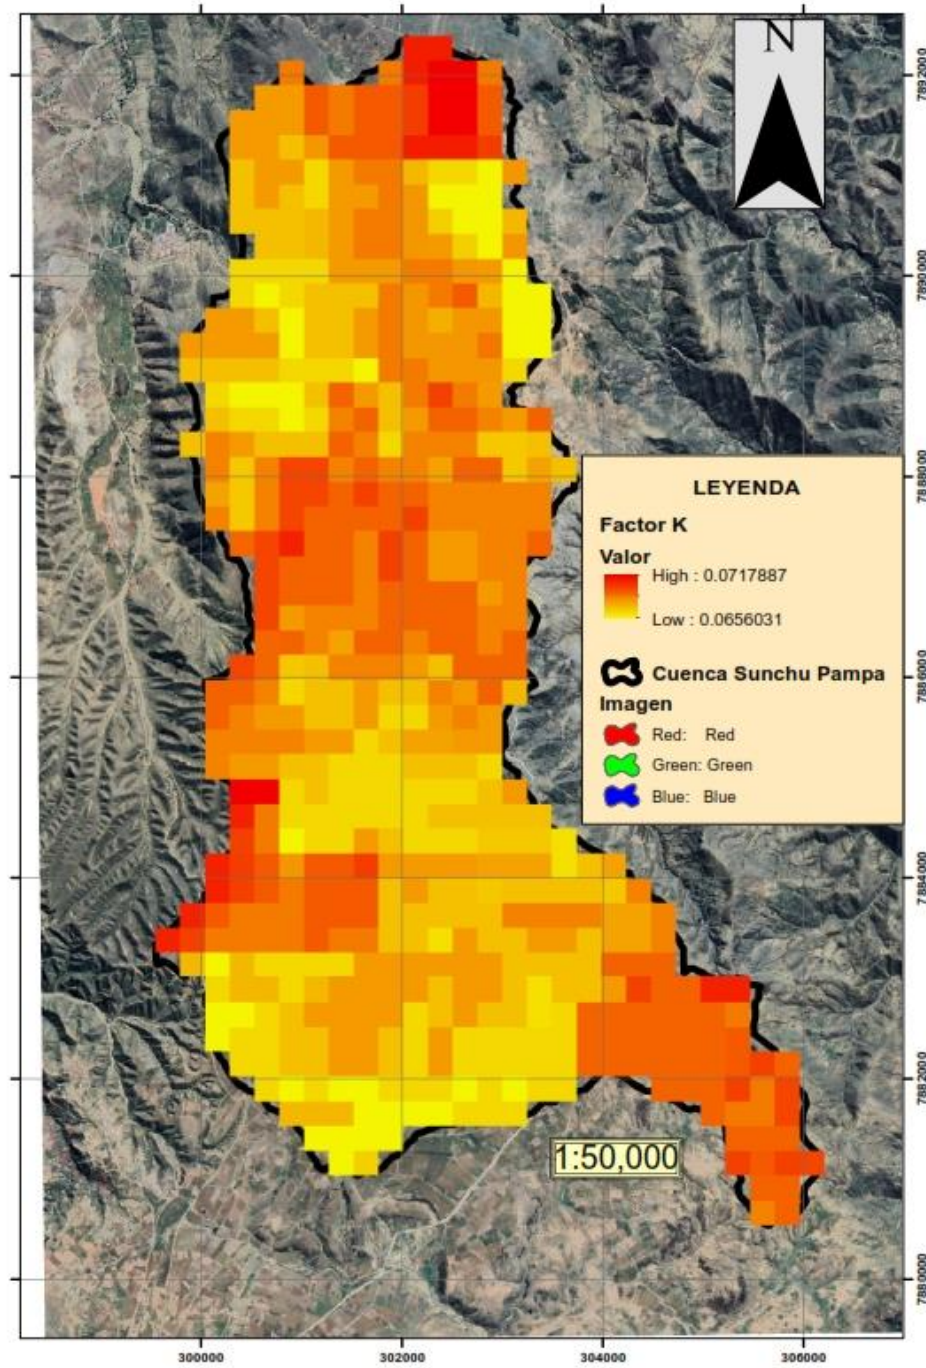 N
7892000
7890000
LEYENDA
Factor K
Valor
High : 0.0717887
Low : 0.0656031
Cuenca Sunchu Pampa
Imagen
Red: Red
Green: Green
Blue: Blue
7888000
7886000
7884000
7882000
1:50,000
7880000
300000 302000 304000 306000